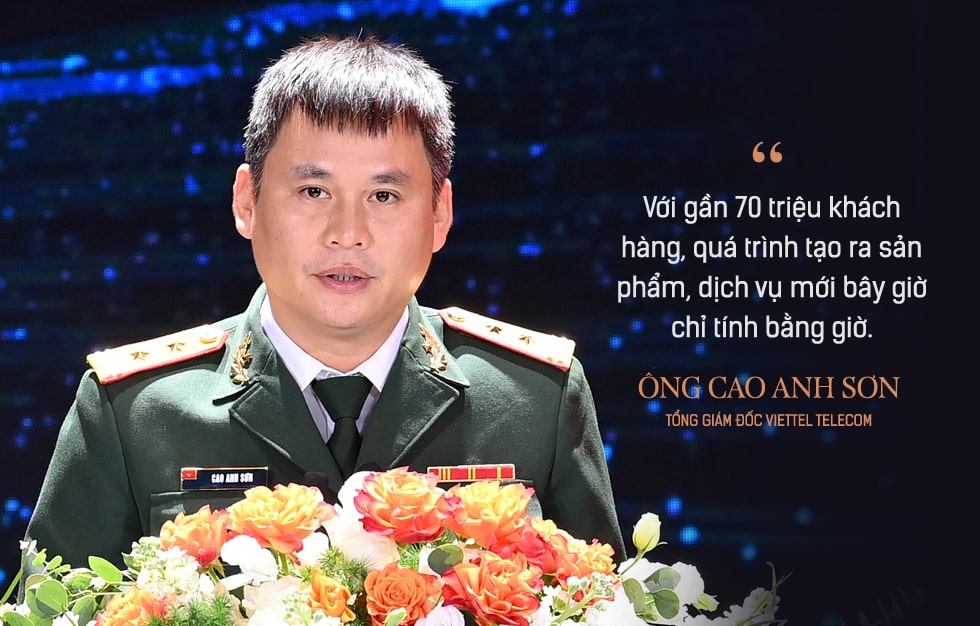 “
Với gần 70 triệu khách
hàng, quá trình tạo ra sản
phẩm, dịch vụ mới bây giờ
chỉ tính bằng giờ.
ÔNG CAO ANH SƠN
TỔNG GIÁM ĐỐC VIETTEL TELECOM
CAO ANH SƠN